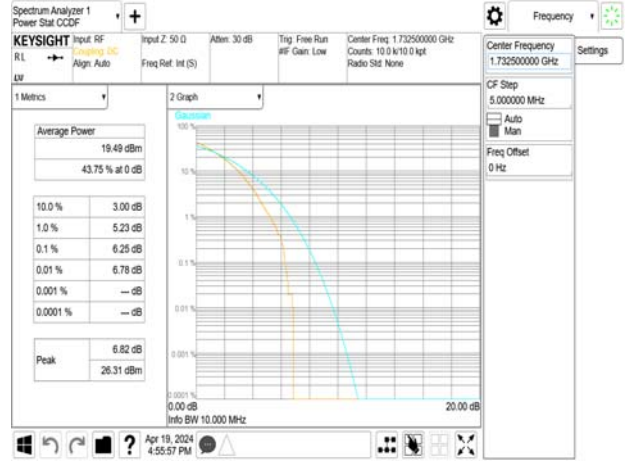 Spectrum Analyzer 1
Power Stat CCDF
Frequency
KEYSIGHT
Input: RF
Input Z: 50 Ω
Atten: 30 dB
Trig: Free Run
Center Freq: 1.732500000 GHz
RL
Coupling: DC
#IF Gain: Low
Counts: 10.0 k/10.0 kpt
Align: Auto
Freq Ref: Int (S)
Radio Std: None
Center Frequency
1.732500000 GHz
Settings
CF Step
5.000000 MHz
Auto
Man
Freq Offset
0 Hz
1 Metrics
2 Graph
Gaussian
Average Power
19.49 dBm
43.75 % at 0 dB
10.0 % 3.00 dB
1.0 % 5.23 dB
0.1 % 6.25 dB
0.01 % 6.78 dB
0.001 % --- dB
0.0001 % --- dB
Peak
6.82 dB
26.31 dBm
100 %
10 %
1 %
0.1 %
0.01 %
0.001 %
0.0001 %
0.00 dB
20.00 dB
Info BW 10.000 MHz
Apr 19, 2024
4:55:57 PM